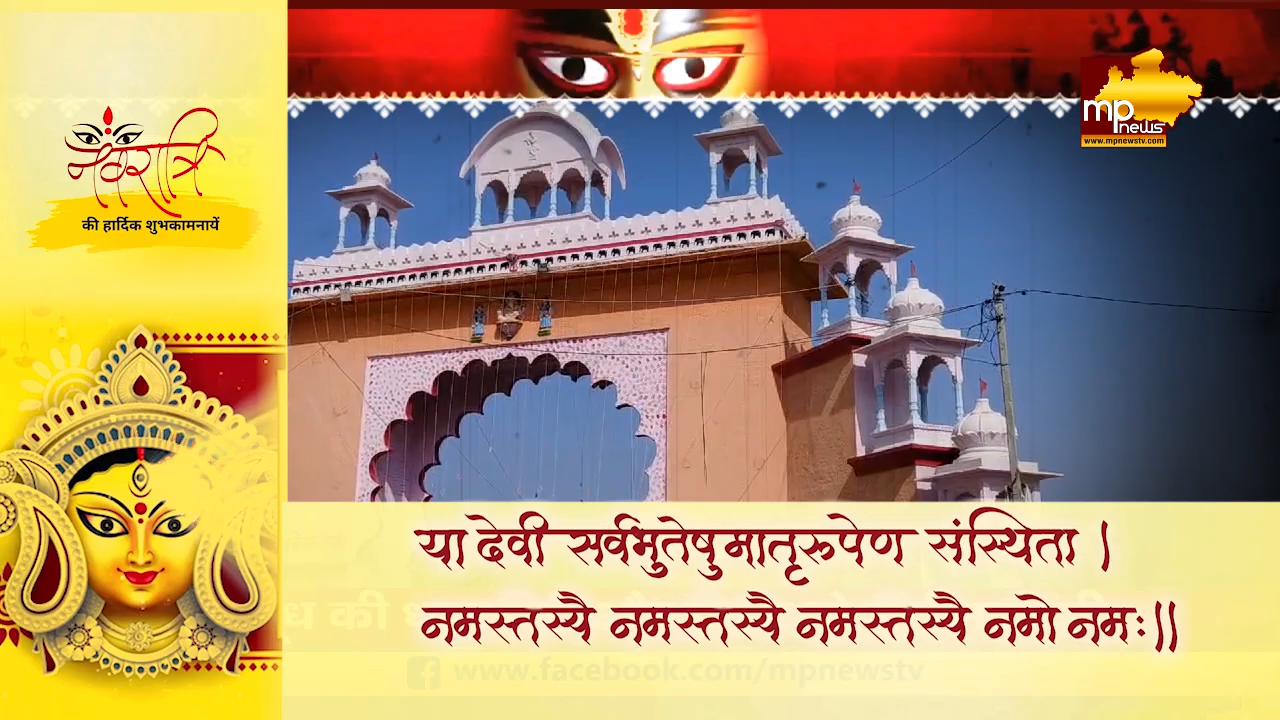 नवरात्रि
की हार्दिक शुभकामनायें
mp news
www.mpnewstv.com
या देवी सर्वभुतेषु मातृरूपेण संस्थिता ।
नमस्तस्यै नमस्तस्यै नमस्तस्यै नमो नमः||
www.facebook.com/mpnewstv